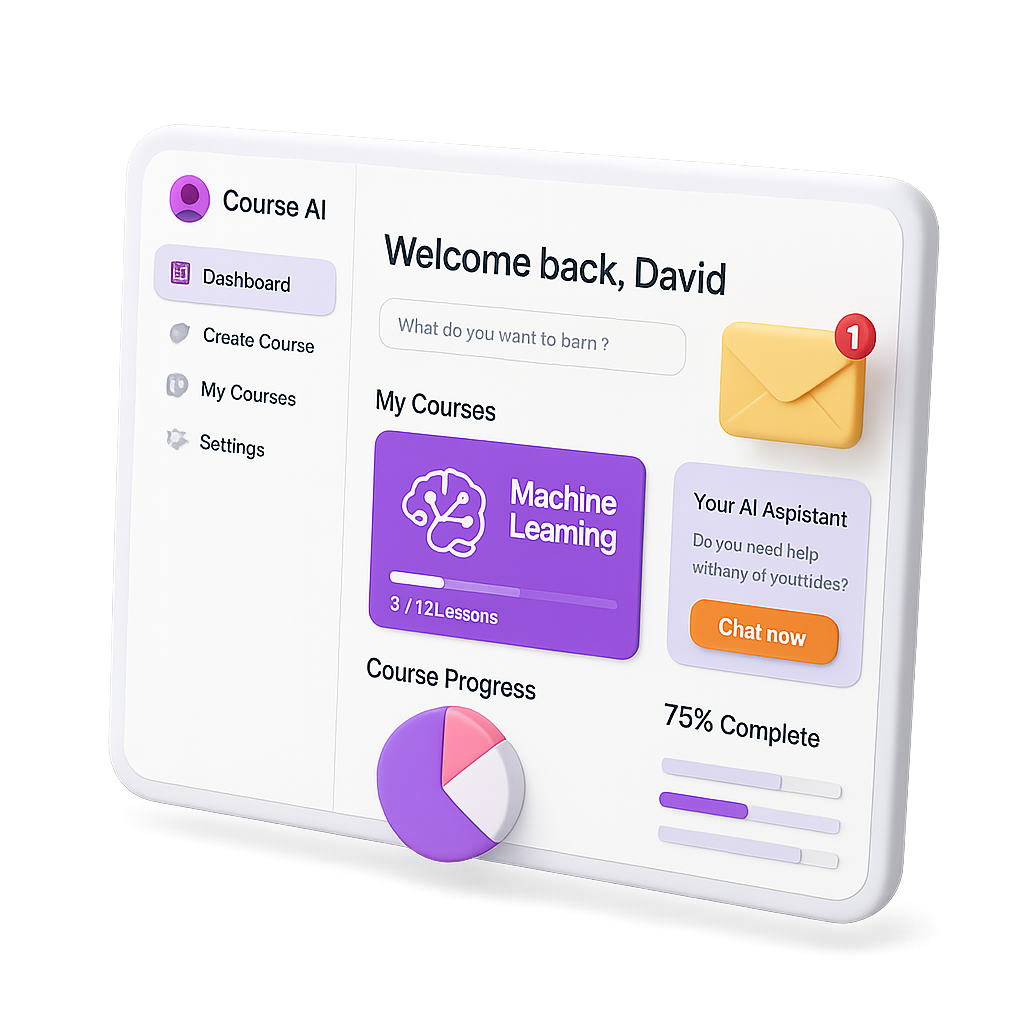 Course AI
Dashboard
Create Course
My Courses
Settings
Welcome back, David
What do you want to barn ?
1
My Courses
Machine
Leaming
3 / 12Lessons
Your AI Aspistant
Do you need help
withany of youttides?
Chat now
Course Progress
75% Complete